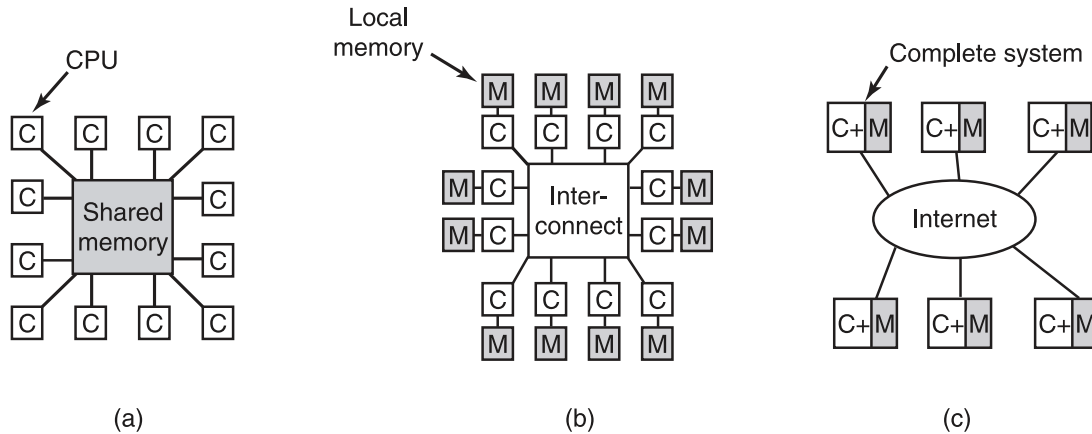 CPU
C C C C
C C
Shared
memory
C C
C C C C
(a)
Local
memory
M M M M
C C C C
M C C M
Inter-
connect
M C C M
C C C C
M M M M
(b)
Complete system
C+ M C+ M C+ M
Internet
C+ M C+ M C+ M
(c)